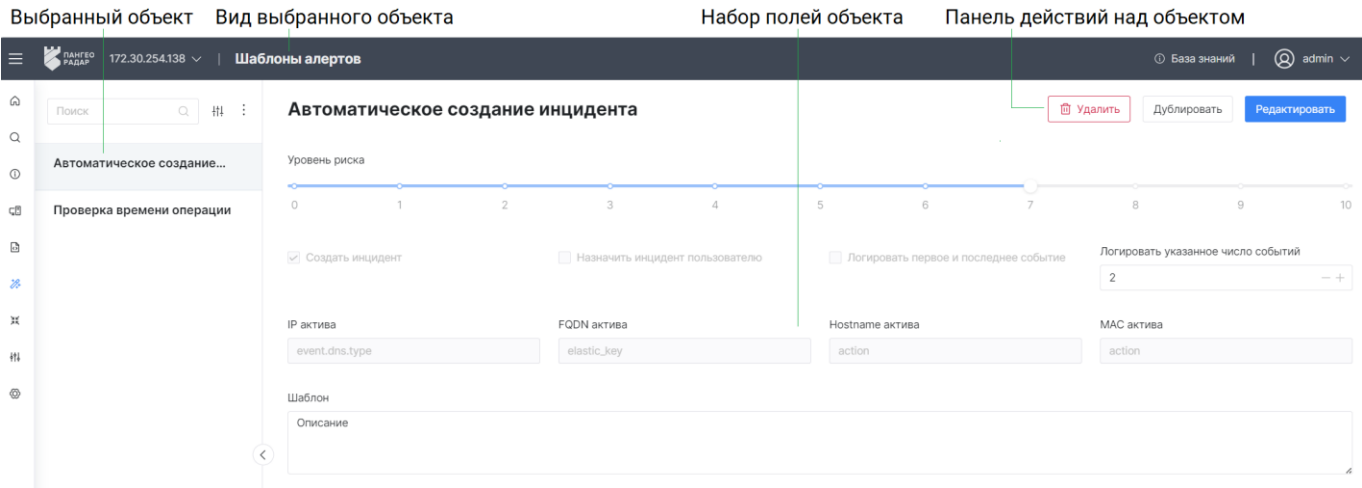 Выбранный объект Вид выбранного объекта Набор полей объекта Панель действий над объектом
ПАНГЕО РАДАР 172.30.254.138 | Шаблоны алертов База знаний | admin
Поиск
Автоматическое создание инцидента
Удалить Дублировать Редактировать
Автоматическое создание...
Проверка времени операции
Уровень риска
0 1 2 3 4 5 6 7 8 9 10
Создать инцидент Назначить инцидент пользователю Логировать первое и последнее событие Логировать указанное число событий
2
IP актива FQDN актива Hostname актива MAC актива
event.dns.type elastic_key action action
Шаблон
Описание